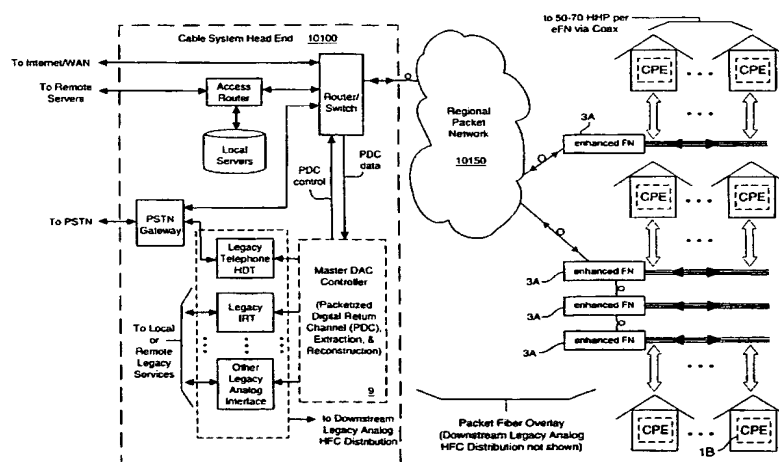 Cable System Head End 10100
To Internet/WAN
To Remote
Servers
Access
Router
Router/
Switch
Local
Servers
PDC
control
PDC
data
To PSTN
PSTN
Gateway
Legacy
Telephone
HDT
Legacy
IRT
Other
Legacy
Analog
Interface
To Local
or
Remote
Legacy
Services
Master DAC
Controller
(Packetized
Digital Return
Channel (PDC),
Extraction, &
Reconstruction)
9
to Downstream
Legacy Analog
HFC Distribution
Regional
Packet
Network
10150
to 50-70 HHP per
eFN via Coax
CPE
CPE
3A
enhanced FN
CPE
CPE
3A
enhanced FN
3A
enhanced FN
3A
enhanced FN
CPE
CPE
1B
Packet Fiber Overlay
(Downstream Legacy Analog
HFC Distribution not shown)